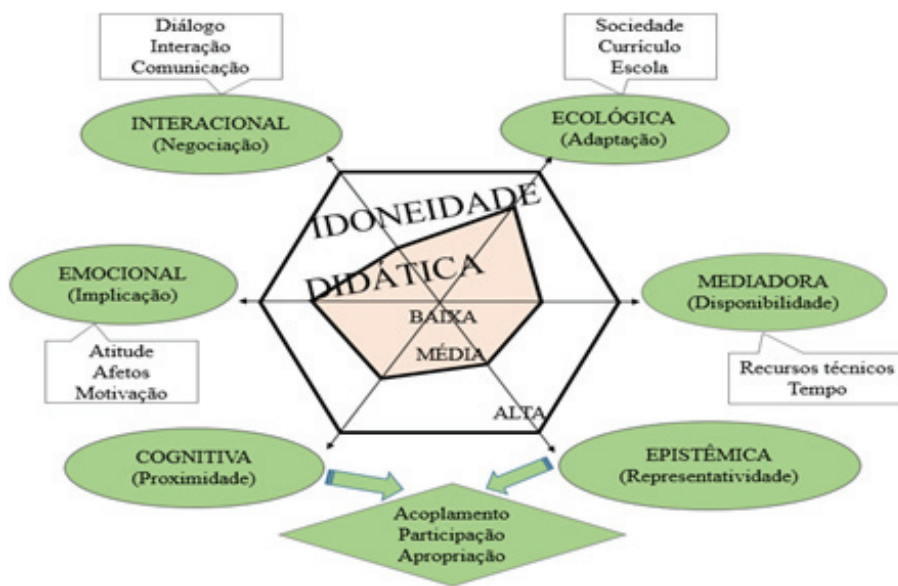 Diálogo
Interação
Comunicação
Sociedade
Currículo
Escola
INTERACIONAL
(Negociação)
ECOLÓGICA
(Adaptação)
IDONEIDADE
DIDÁTICA
EMOCIONAL
(Implicação)
MEDIADORA
(Disponibilidade)
BAIXA
MÉDIA
ALTA
Atitude
Afetos
Motivação
Recursos técnicos
Tempo
COGNITIVA
(Proximidade)
EPISTÊMICA
(Representatividade)
Acoplamento
Participação
Apropriação